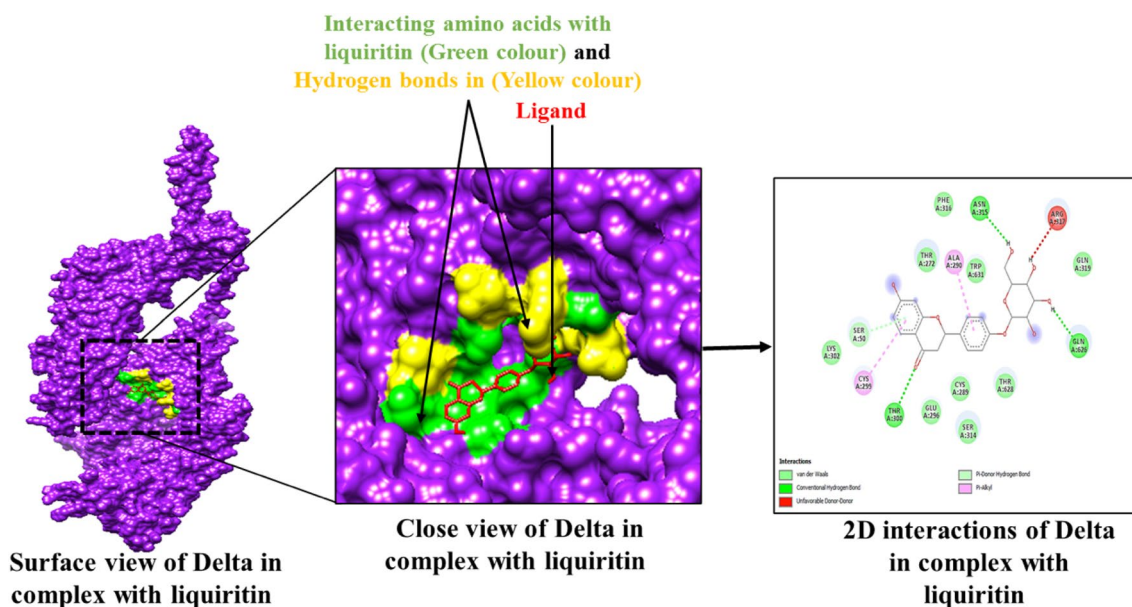 Interacting amino acids with
liquiritin (Green colour) and
Hydrogen bonds in (Yellow colour)
Ligand
PHE
A:316
ASN
A:315
ARG
THR
A:272
ALA
A:290
TRP
A:631
GLN
A:319
SER
A:50
LYS
A:302
CYS
GLN
A:626
CYS
A:289
THR
A:628
THR
GLU
A:296
SER
A:314
Interactions
van der Waals
Conventional Hydrogen Bond
Unfavorable Donor-Donor
Pi-Donor Hydrogen Bond
Pi-Alkyl
Surface view of Delta in
complex with liquiritin
Close view of Delta in
complex with liquiritin
2D interactions of Delta
in complex with
liquiritin